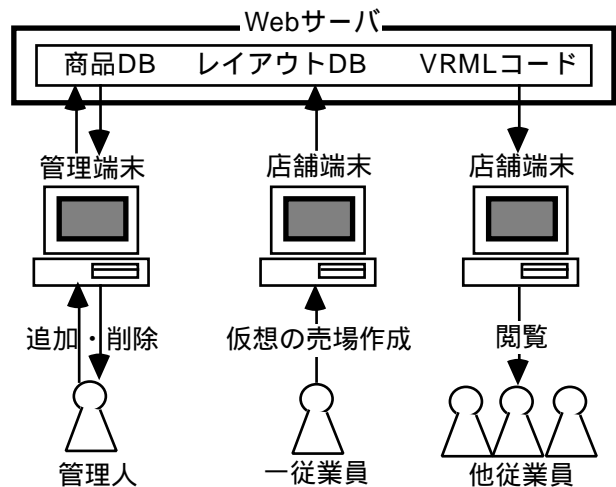 Webサーバ
商品DB レイアウトDB VRMLコード
管理端末 店舗端末 店舗端末
追加・削除 仮想の売場作成 閲覧
管理人 一従業員 他従業員